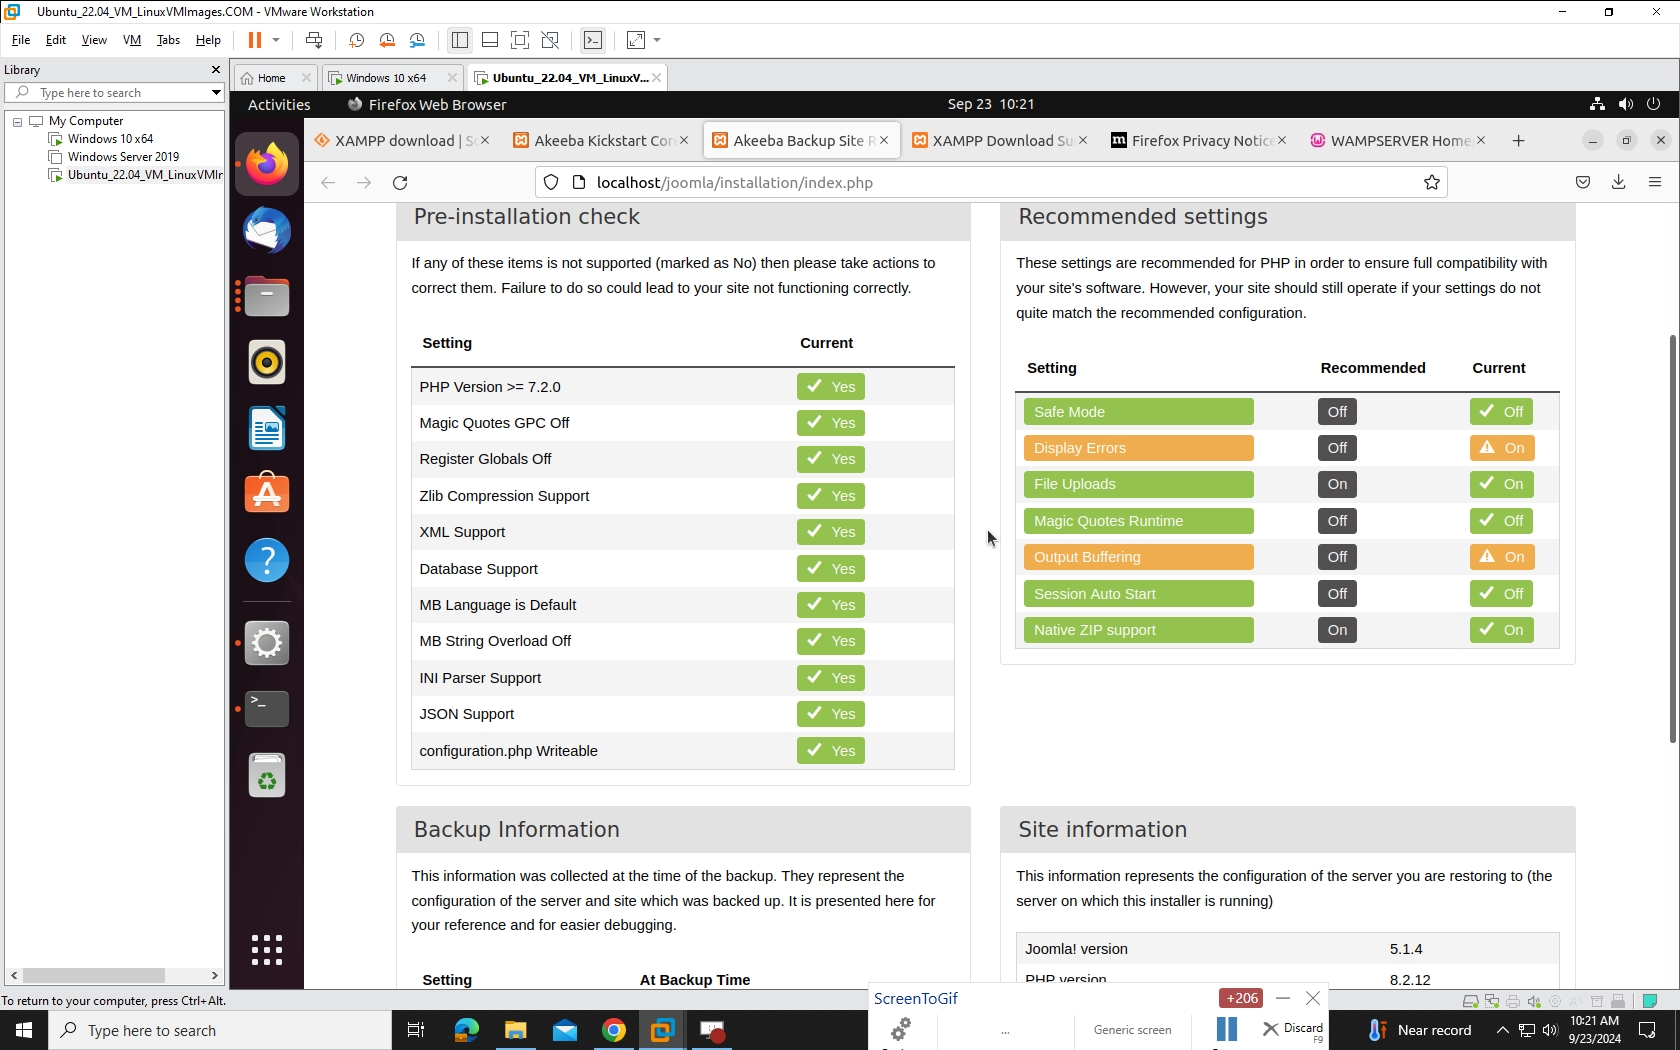 Ubuntu_22.04_VM_LinuxVMImages.COM - VMware Workstation
File Edit View VM Tabs Help
Library
Type here to search
My Computer
Windows 10 x64
Windows Server 2019
Ubuntu_22.04_VM_LinuxVMIr
Home
Windows 10 x64
Ubuntu_22.04_VM_LinuxV...
Activities
Firefox Web Browser
Sep 23 10:21
XAMPP download | S
Akeeba Kickstart Cor
Akeeba Backup Site R
XAMPP Download Su
Firefox Privacy Notice
WAMPSERVER Home
localhost/joomla/installation/index.php
Pre-installation check
If any of these items is not supported (marked as No) then please take actions to
correct them. Failure to do so could lead to your site not functioning correctly.
Setting Current
PHP Version >= 7.2.0 Yes
Magic Quotes GPC Off Yes
Register Globals Off Yes
Zlib Compression Support Yes
XML Support Yes
Database Support Yes
MB Language is Default Yes
MB String Overload Off Yes
INI Parser Support Yes
JSON Support Yes
configuration.php Writeable Yes
Recommended settings
These settings are recommended for PHP in order to ensure full compatibility with
your site's software. However, your site should still operate if your settings do not
quite match the recommended configuration.
Setting Recommended Current
Safe Mode Off Off
Display Errors Off On
File Uploads On On
Magic Quotes Runtime Off Off
Output Buffering Off On
Session Auto Start Off Off
Native ZIP support On On
Backup Information
This information was collected at the time of the backup. They represent the
configuration of the server and site which was backed up. It is presented here for
your reference and for easier debugging.
Setting At Backup Time
Site information
This information represents the configuration of the server you are restoring to (the
server on which this installer is running)
Joomla! version 5.1.4
PHP version 8.2.12
To return to your computer, press Ctrl+Alt.
ScreenToGif
+206
...
Generic screen
Discard
F9
Type here to search
Near record
10:21 AM
9/23/2024